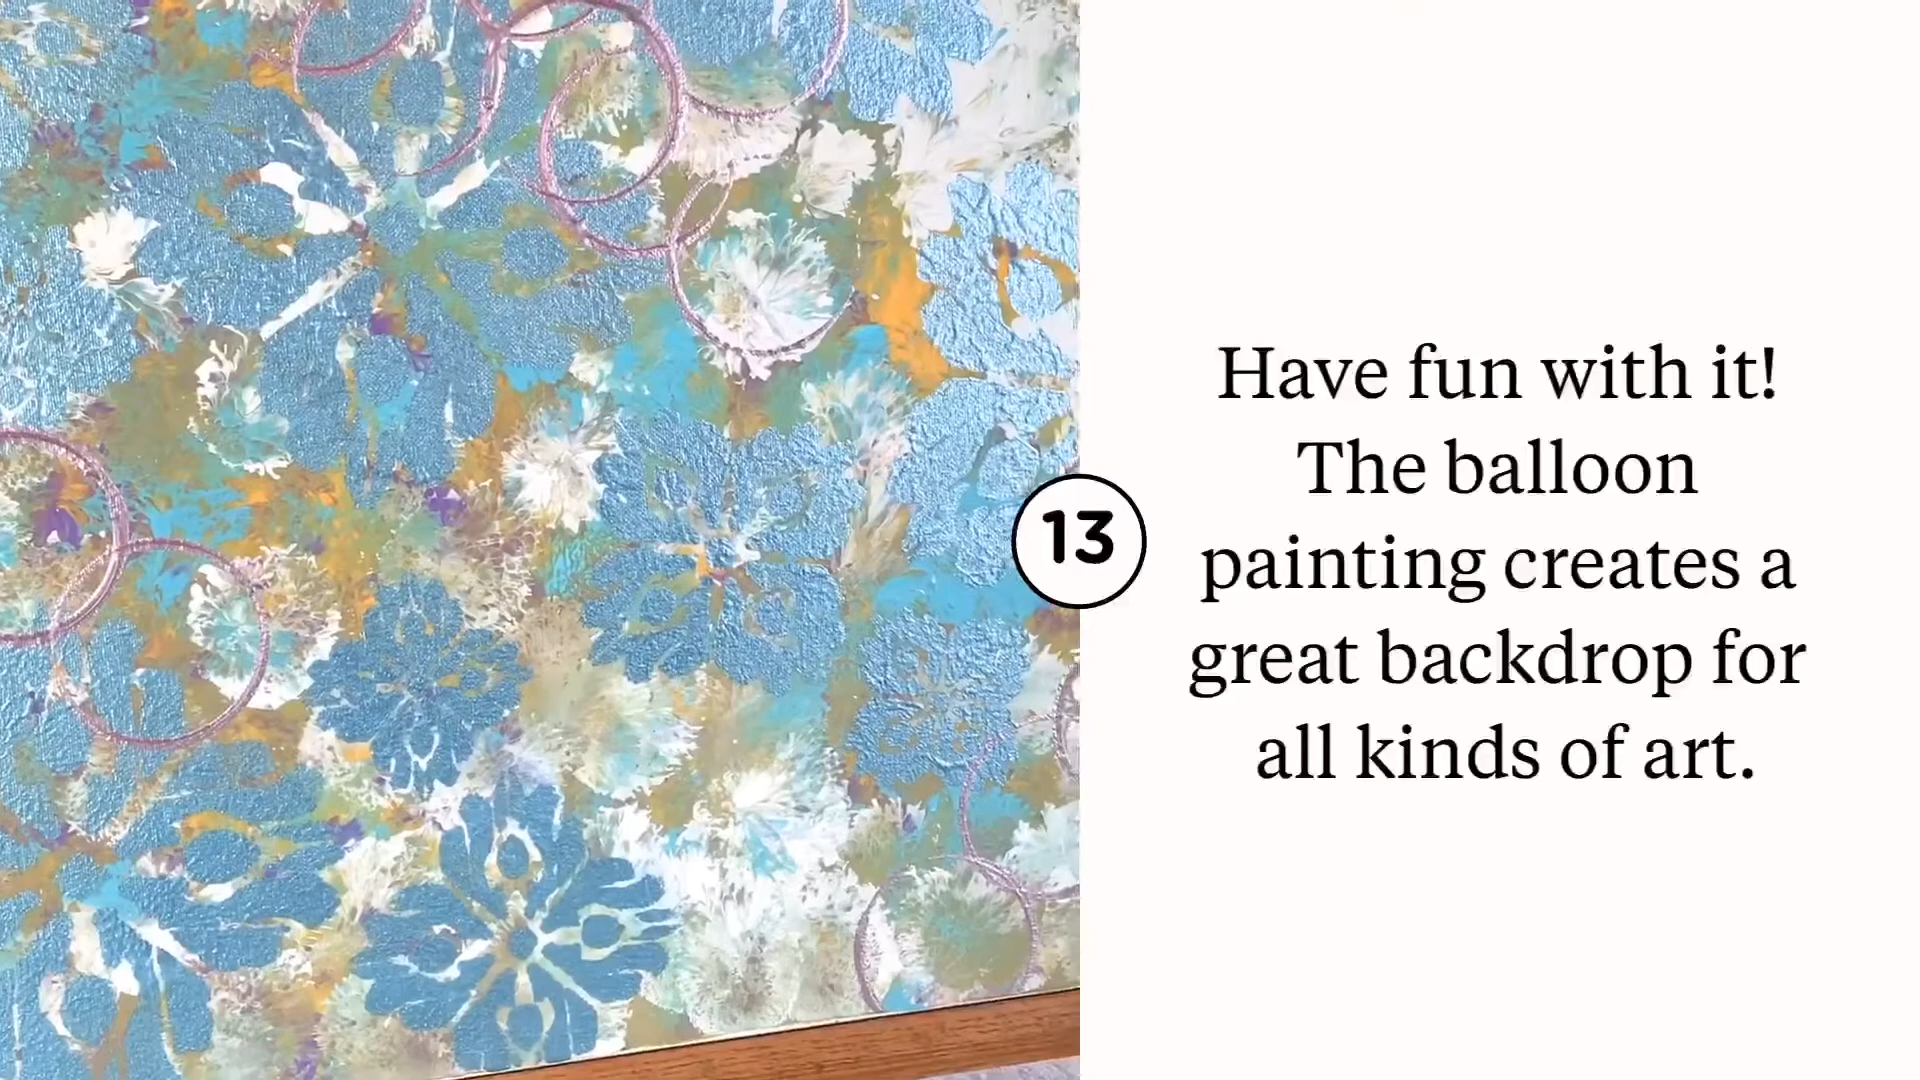 13
Have fun with it!
The balloon
painting creates a
great backdrop for
all kinds of art.